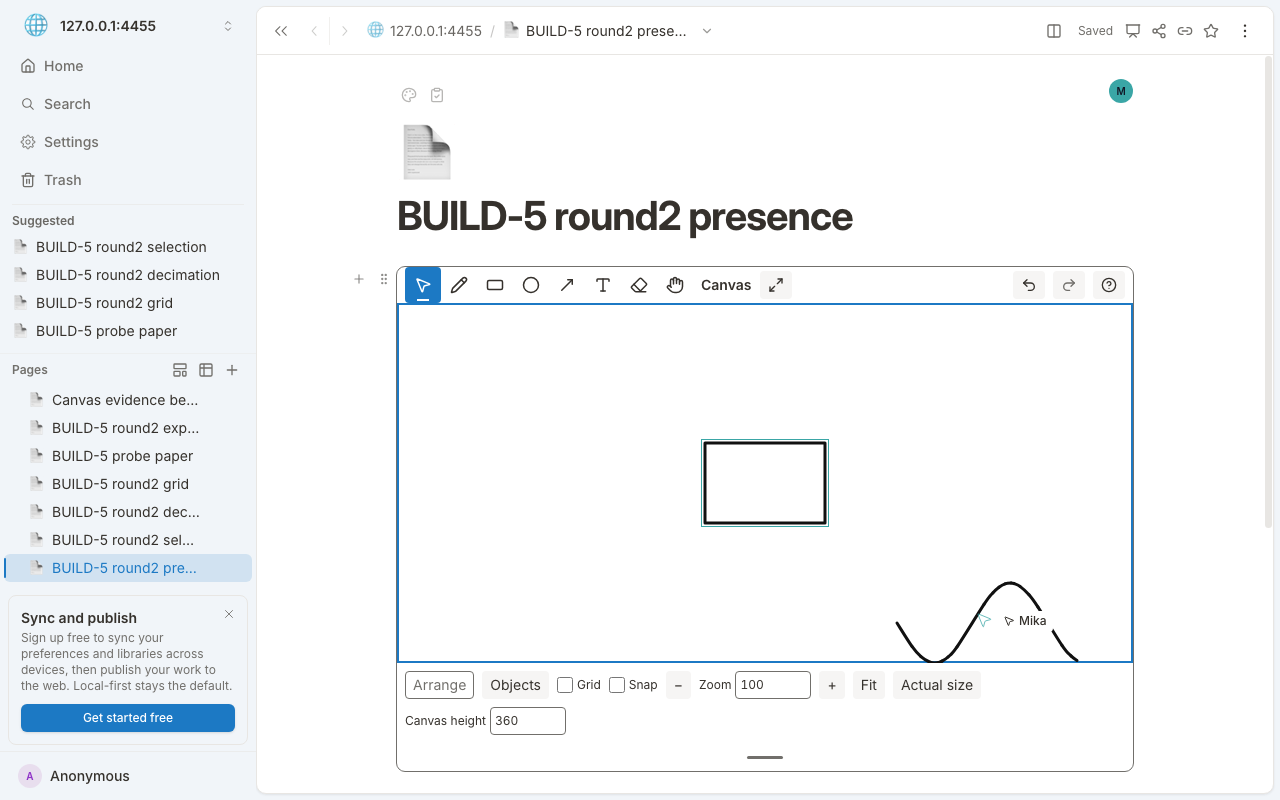 127.0.0.1:4455
Home
Search
Settings
Trash
Suggested
BUILD-5 round2 selection
BUILD-5 round2 decimation
BUILD-5 round2 grid
BUILD-5 probe paper
Pages
Canvas evidence be...
BUILD-5 round2 exp...
BUILD-5 probe paper
BUILD-5 round2 grid
BUILD-5 round2 dec...
BUILD-5 round2 sel...
BUILD-5 round2 pre...
Sync and publish
Sign up free to sync your
preferences and libraries across
devices, then publish your work to
the web. Local-first stays the default.
Get started free
A Anonymous
127.0.0.1:4455 / BUILD-5 round2 prese... Saved
M
BUILD-5 round2 presence
Canvas
Mika
Arrange Objects Grid Snap − Zoom 100 + Fit Actual size
Canvas height 360